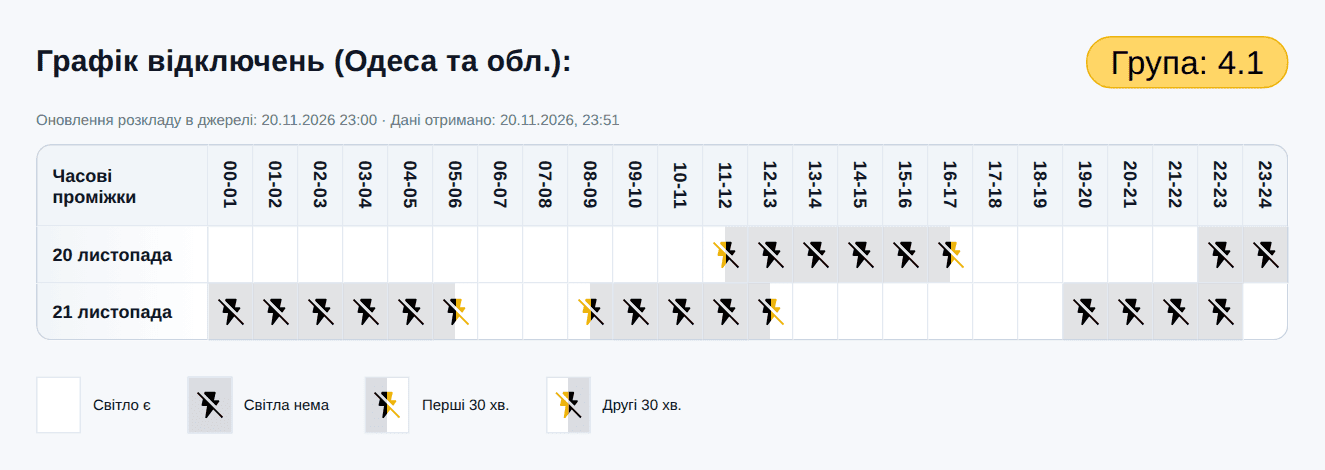 Графік відключень (Одеса та обл.):
Група: 4.1
Оновлення розкладу в джерелі: 20.11.2026 23:00 · Дані отримано: 20.11.2026, 23:51
Часові
проміжки
00-01
01-02
02-03
03-04
04-05
05-06
06-07
07-08
08-09
09-10
10-11
11-12
12-13
13-14
14-15
15-16
16-17
17-18
18-19
19-20
20-21
21-22
22-23
23-24
20 листопада
21 листопада
Світло є
Світла нема
Перші 30 хв.
Другі 30 хв.